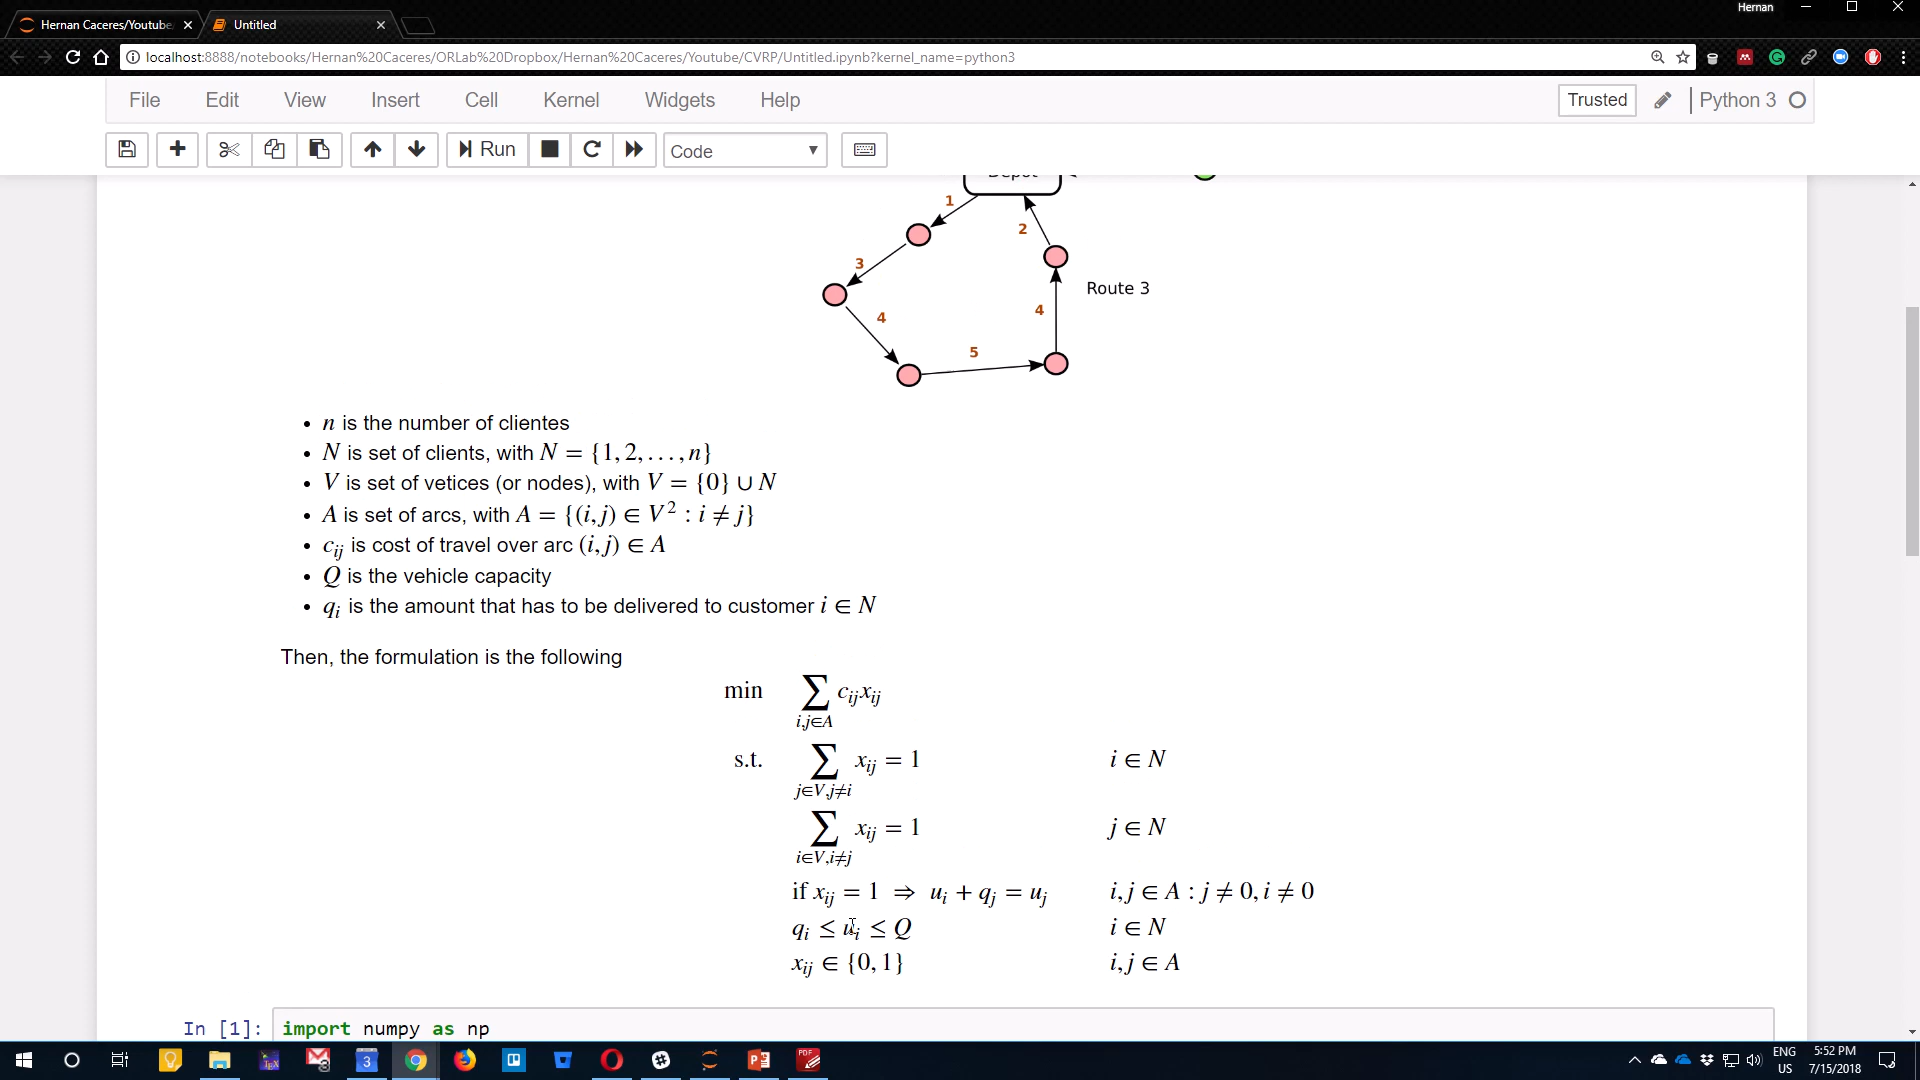 Hernan
Hernan Caceres/Youtube
Untitled
localhost:8888/notebooks/Hernan%20Caceres/ORLab%20Dropbox/Hernan%20Caceres/Youtube/CVRP/Untitled.ipynb?kernel_name=python3
File Edit View Insert Cell Kernel Widgets Help
Trusted
Python 3
Run
Code
Depot
1
2
3
Route 3
4
4
5
n is the number of clientes
N is set of clients, with N = {1, 2, . . . , n}
V is set of vetices (or nodes), with V = {0} ∪ N
A is set of arcs, with A = {(i, j) ∈ V² : i ≠ j}
cᵢⱼ is cost of travel over arc (i, j) ∈ A
Q is the vehicle capacity
qᵢ is the amount that has to be delivered to customer i ∈ N
Then, the formulation is the following
min ∑ cᵢⱼxᵢⱼ
i,j∈A
s.t. ∑ xᵢⱼ = 1 i ∈ N
j∈V,j≠i
∑ xᵢⱼ = 1 j ∈ N
i∈V,i≠j
if xᵢⱼ = 1 ⇒ uᵢ + qⱼ = uⱼ i, j ∈ A : j ≠ 0, i ≠ 0
qᵢ ≤ uᵢ ≤ Q i ∈ N
xᵢⱼ ∈ {0, 1} i, j ∈ A
In [1]: import numpy as np
3
3
PDF
ENG
US
5:52 PM
7/15/2018